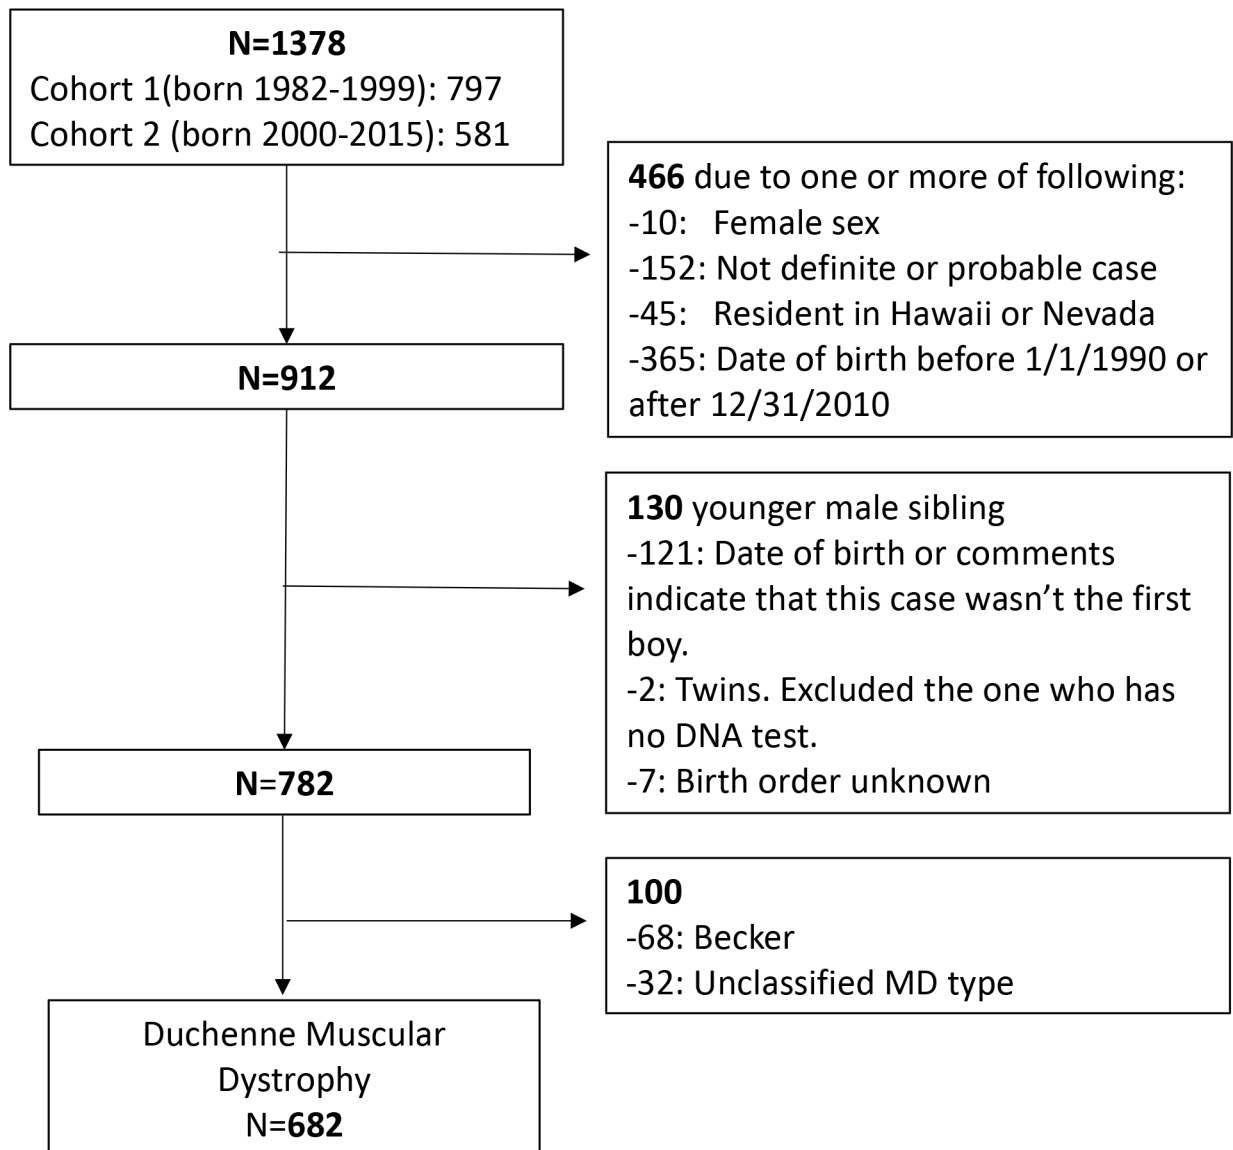 N=1378
Cohort 1(born 1982-1999): 797
Cohort 2 (born 2000-2015): 581
466 due to one or more of following:
-10: Female sex
-152: Not definite or probable case
-45: Resident in Hawaii or Nevada
-365: Date of birth before 1/1/1990 or
after 12/31/2010
N=912
130 younger male sibling
-121: Date of birth or comments
indicate that this case wasn’t the first
boy.
-2: Twins. Excluded the one who has
no DNA test.
-7: Birth order unknown
N=782
100
-68: Becker
-32: Unclassified MD type
Duchenne Muscular
Dystrophy
N=682